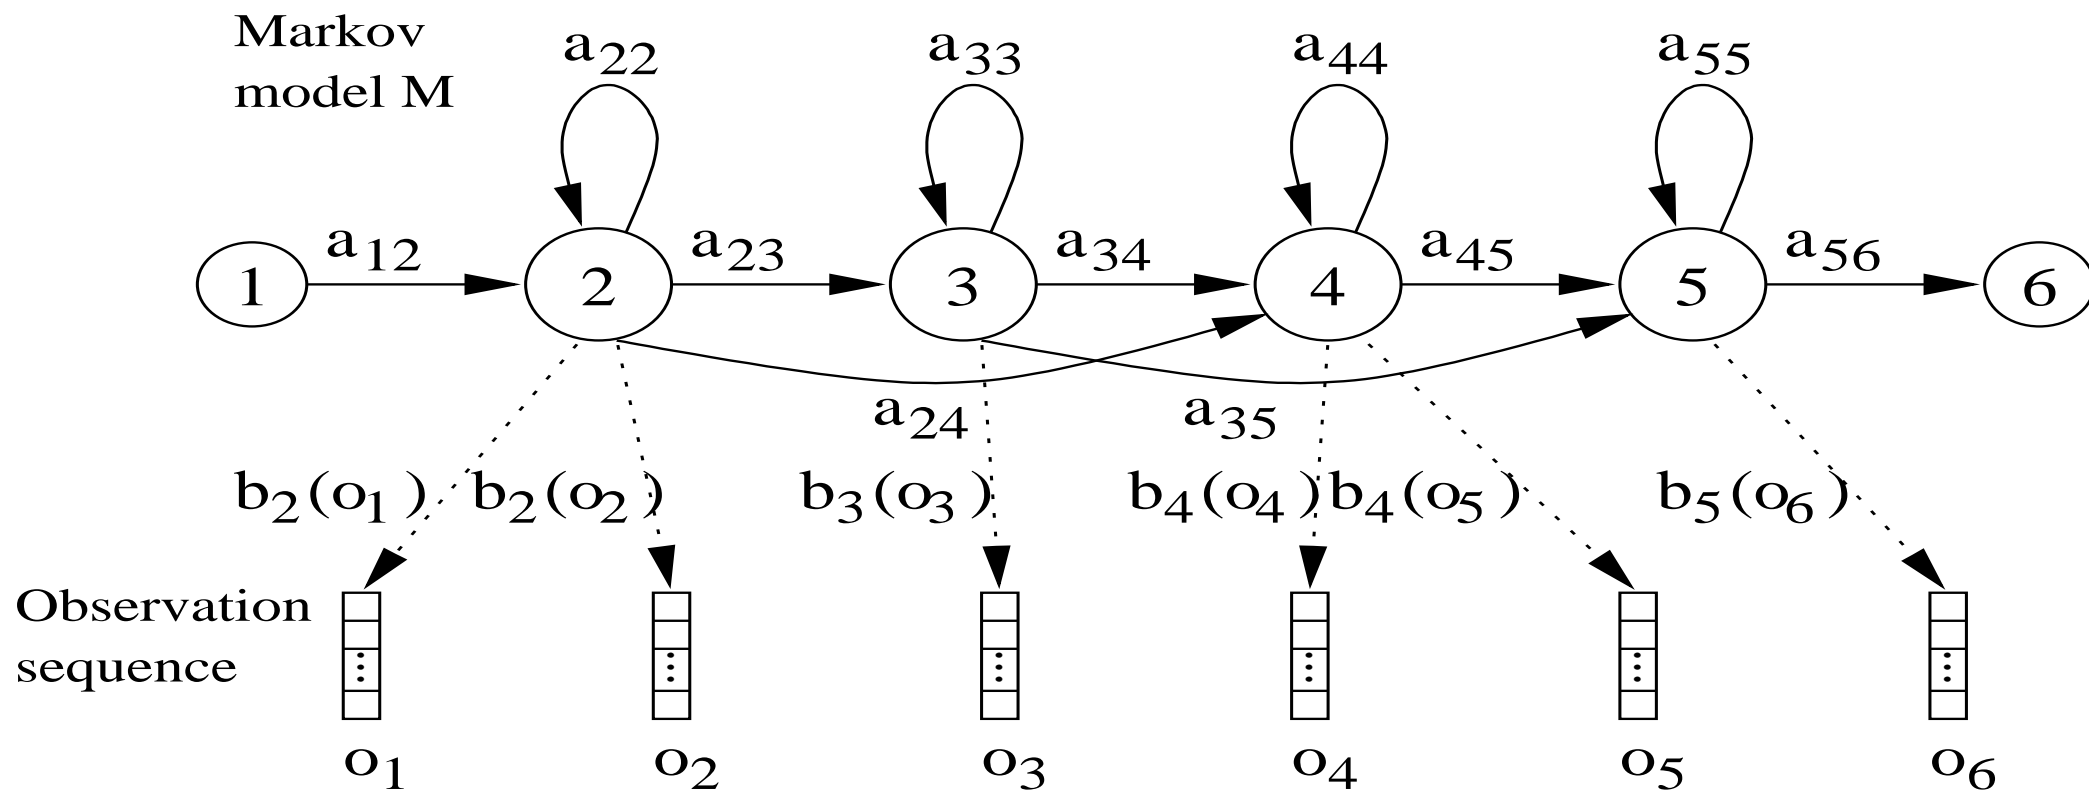 Markov
model M
a22 a33 a44 a55
a12 a23 a34 a45 a56
1 2 3 4 5 6
a24 a35
b2(o1) b2(o2) b3(o3) b4(o4) b4(o5) b5(o6)
Observation
sequence
o1 o2 o3 o4 o5 o6